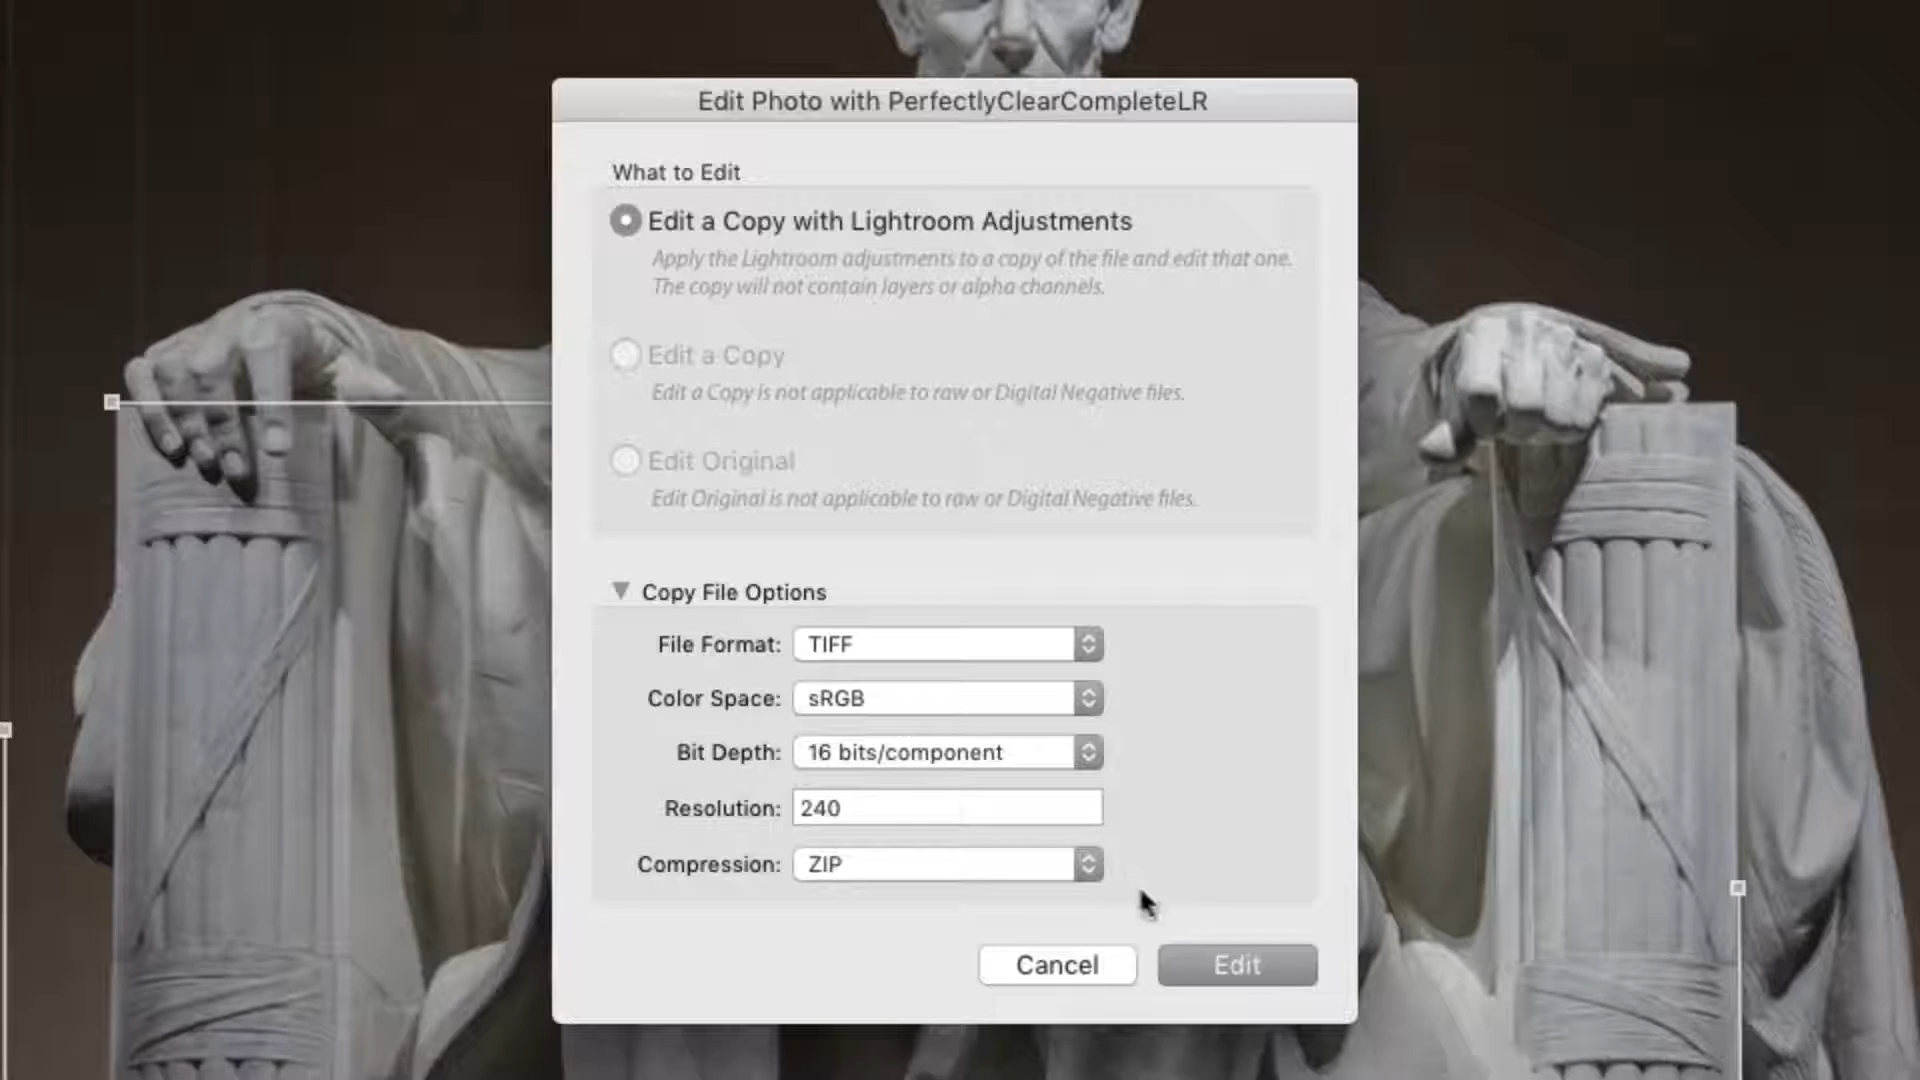 Edit Photo with PerfectlyClearCompleteLR
What to Edit
Edit a Copy with Lightroom Adjustments
Apply the Lightroom adjustments to a copy of the file and edit that one.
The copy will not contain layers or alpha channels.
Edit a Copy
Edit a Copy is not applicable to raw or Digital Negative files.
Edit Original
Edit Original is not applicable to raw or Digital Negative files.
Copy File Options
File Format: TIFF
Color Space: sRGB
Bit Depth: 16 bits/component
Resolution: 240
Compression: ZIP
Cancel Edit